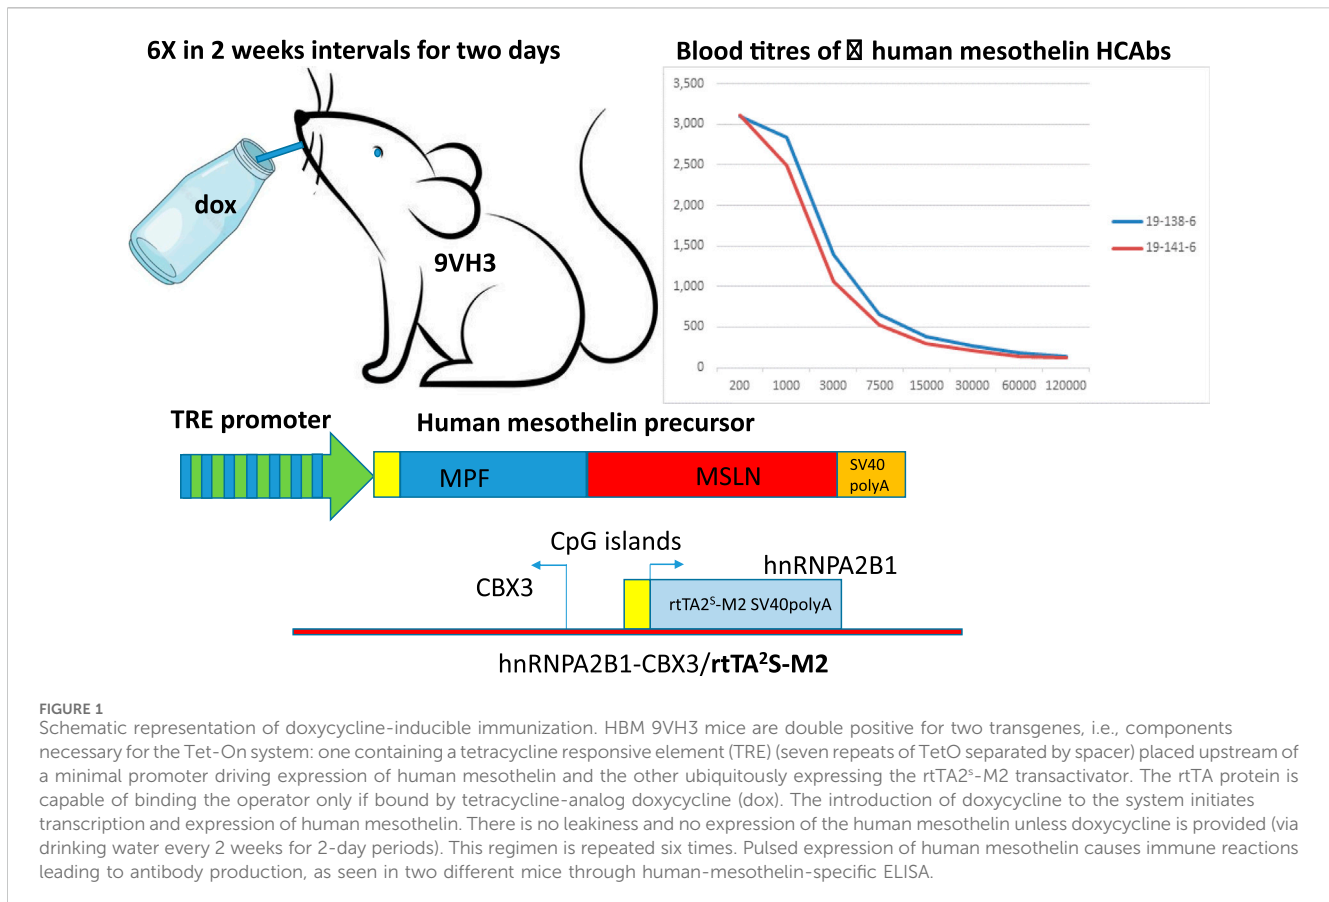 6X in 2 weeks intervals for two days
dox
9VH3
Blood titres of human mesothelin HCAbs
3,500
3,000
2,500
2,000
1,500
1,000
500
0
200 1000 3000 7500 15000 30000 60000 120000
19-138-6
19-141-6
TRE promoter
Human mesothelin precursor
MPF
MSLN
SV40
polyA
CpG islands
CBX3
hnRNPA2B1
rtTA2ˢ-M2 SV40polyA
hnRNPA2B1-CBX3/rtTA²S-M2
FIGURE 1
Schematic representation of doxycycline-inducible immunization. HBM 9VH3 mice are double positive for two transgenes, i.e., components
necessary for the Tet-On system: one containing a tetracycline responsive element (TRE) (seven repeats of TetO separated by spacer) placed upstream of
a minimal promoter driving expression of human mesothelin and the other ubiquitously expressing the rtTA2ˢ-M2 transactivator. The rtTA protein is
capable of binding the operator only if bound by tetracycline-analog doxycycline (dox). The introduction of doxycycline to the system initiates
transcription and expression of human mesothelin. There is no leakiness and no expression of the human mesothelin unless doxycycline is provided (via
drinking water every 2 weeks for 2-day periods). This regimen is repeated six times. Pulsed expression of human mesothelin causes immune reactions
leading to antibody production, as seen in two different mice through human-mesothelin-specific ELISA.